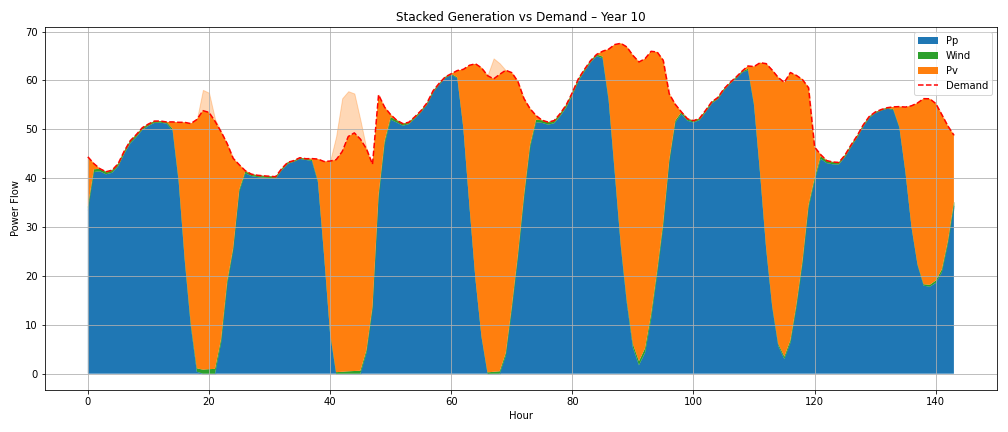 Stacked Generation vs Demand – Year 10
70
60
50
40
30
20
10
0
Power Flow
Pp
Wind
Pv
Demand
0 20 40 60 80 100 120 140
Hour